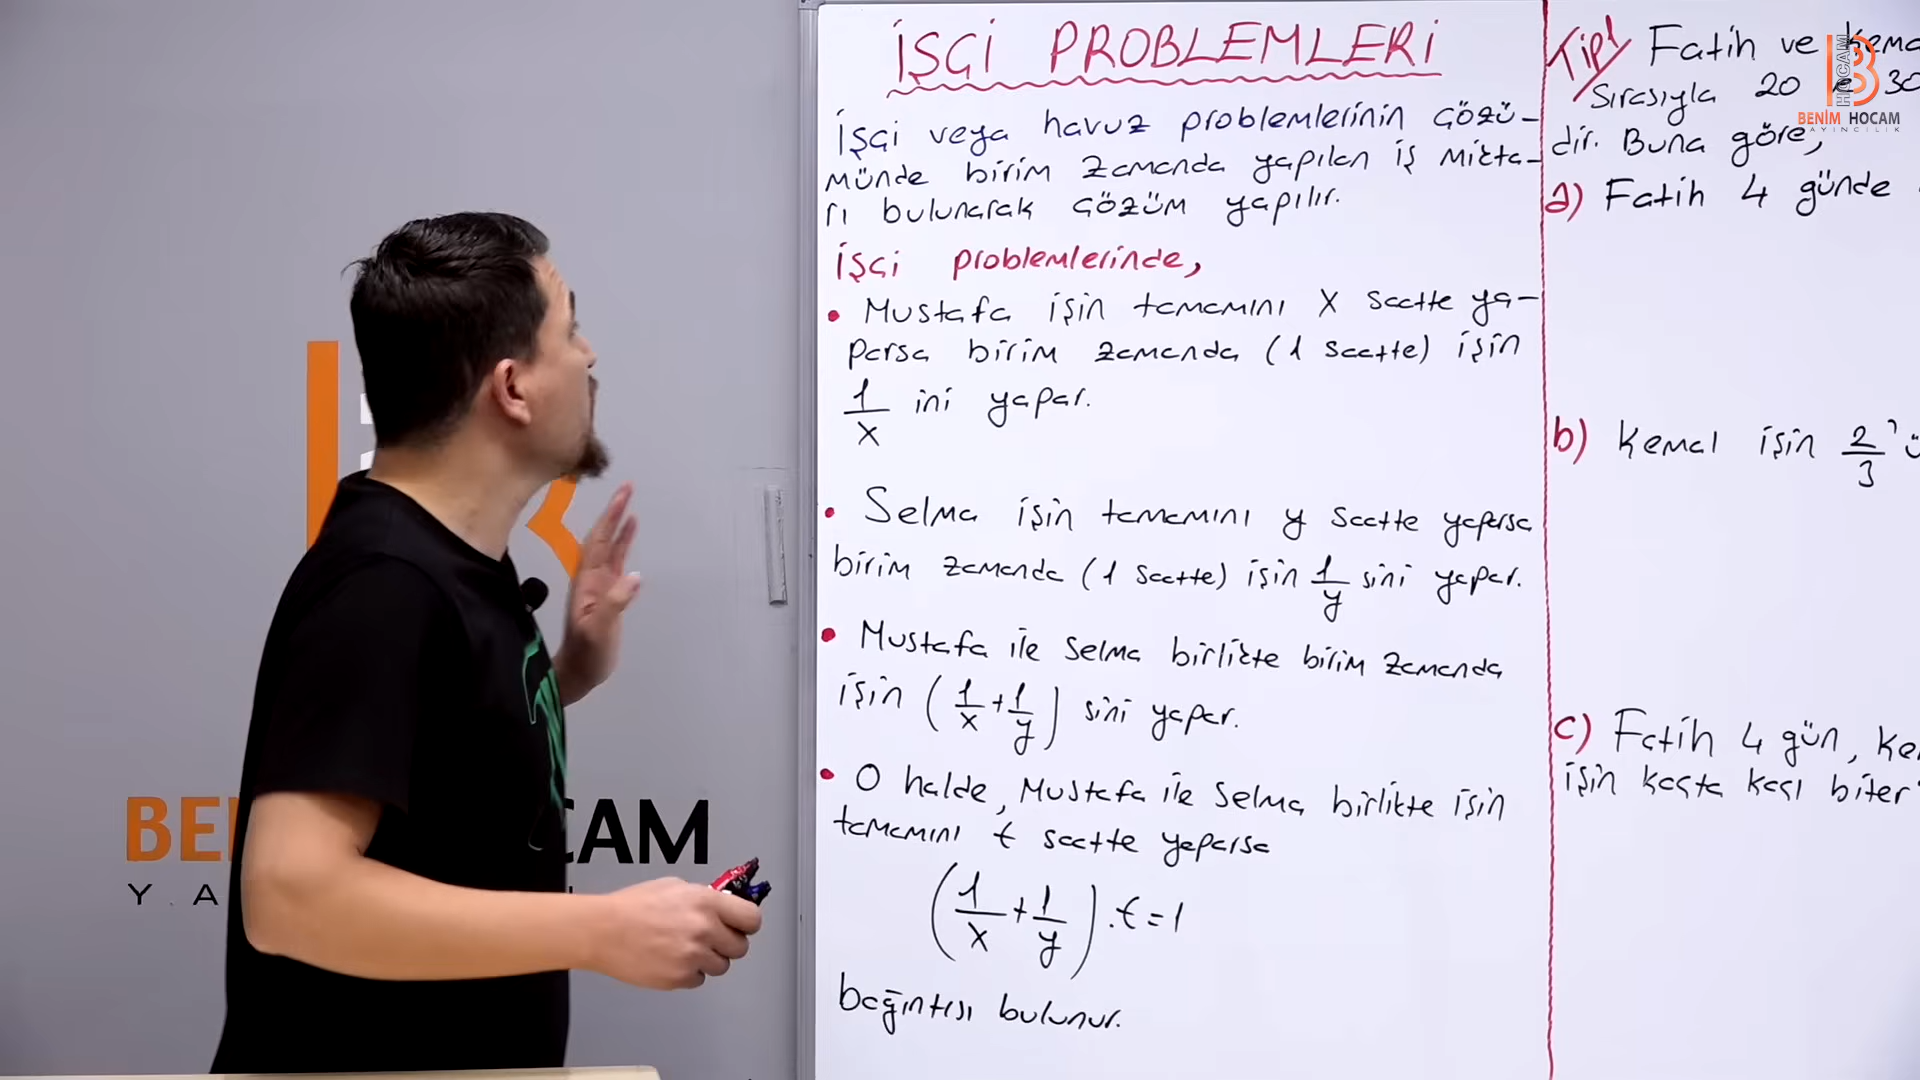 İŞÇİ PROBLEMLERİ
İşçi veya havuz problemlerinin çözü-
münde birim zamanda yapılan iş mikta-
rı bulunarak çözüm yapılır.
İşçi problemlerinde,
• Mustafa işin tamamını x saatte ya-
parsa birim zamanda (1 saatte) işin
1/x ini yapar.
• Selma işin tamamını y saatte yaparsa
birim zamanda (1 saatte) işin 1/y sini yapar.
• Mustafa ile Selma birlikte birim zamanda
işin (1/x + 1/y) sini yapar.
• O halde, Mustafa ile Selma birlikte işin
tamamını t saatte yaparsa
(1/x + 1/y) . t = 1
bağıntısı bulunur.
Tip 1 Fatih ve
Sırasıyla 20 30
dir. Buna göre,
a) Fatih 4 günde
b) Kemal işin 2/3'
c) Fatih 4 gün,
işin kaçta kaçı biter
HOCAM
BENİM HOCAM
YAYINCILIK